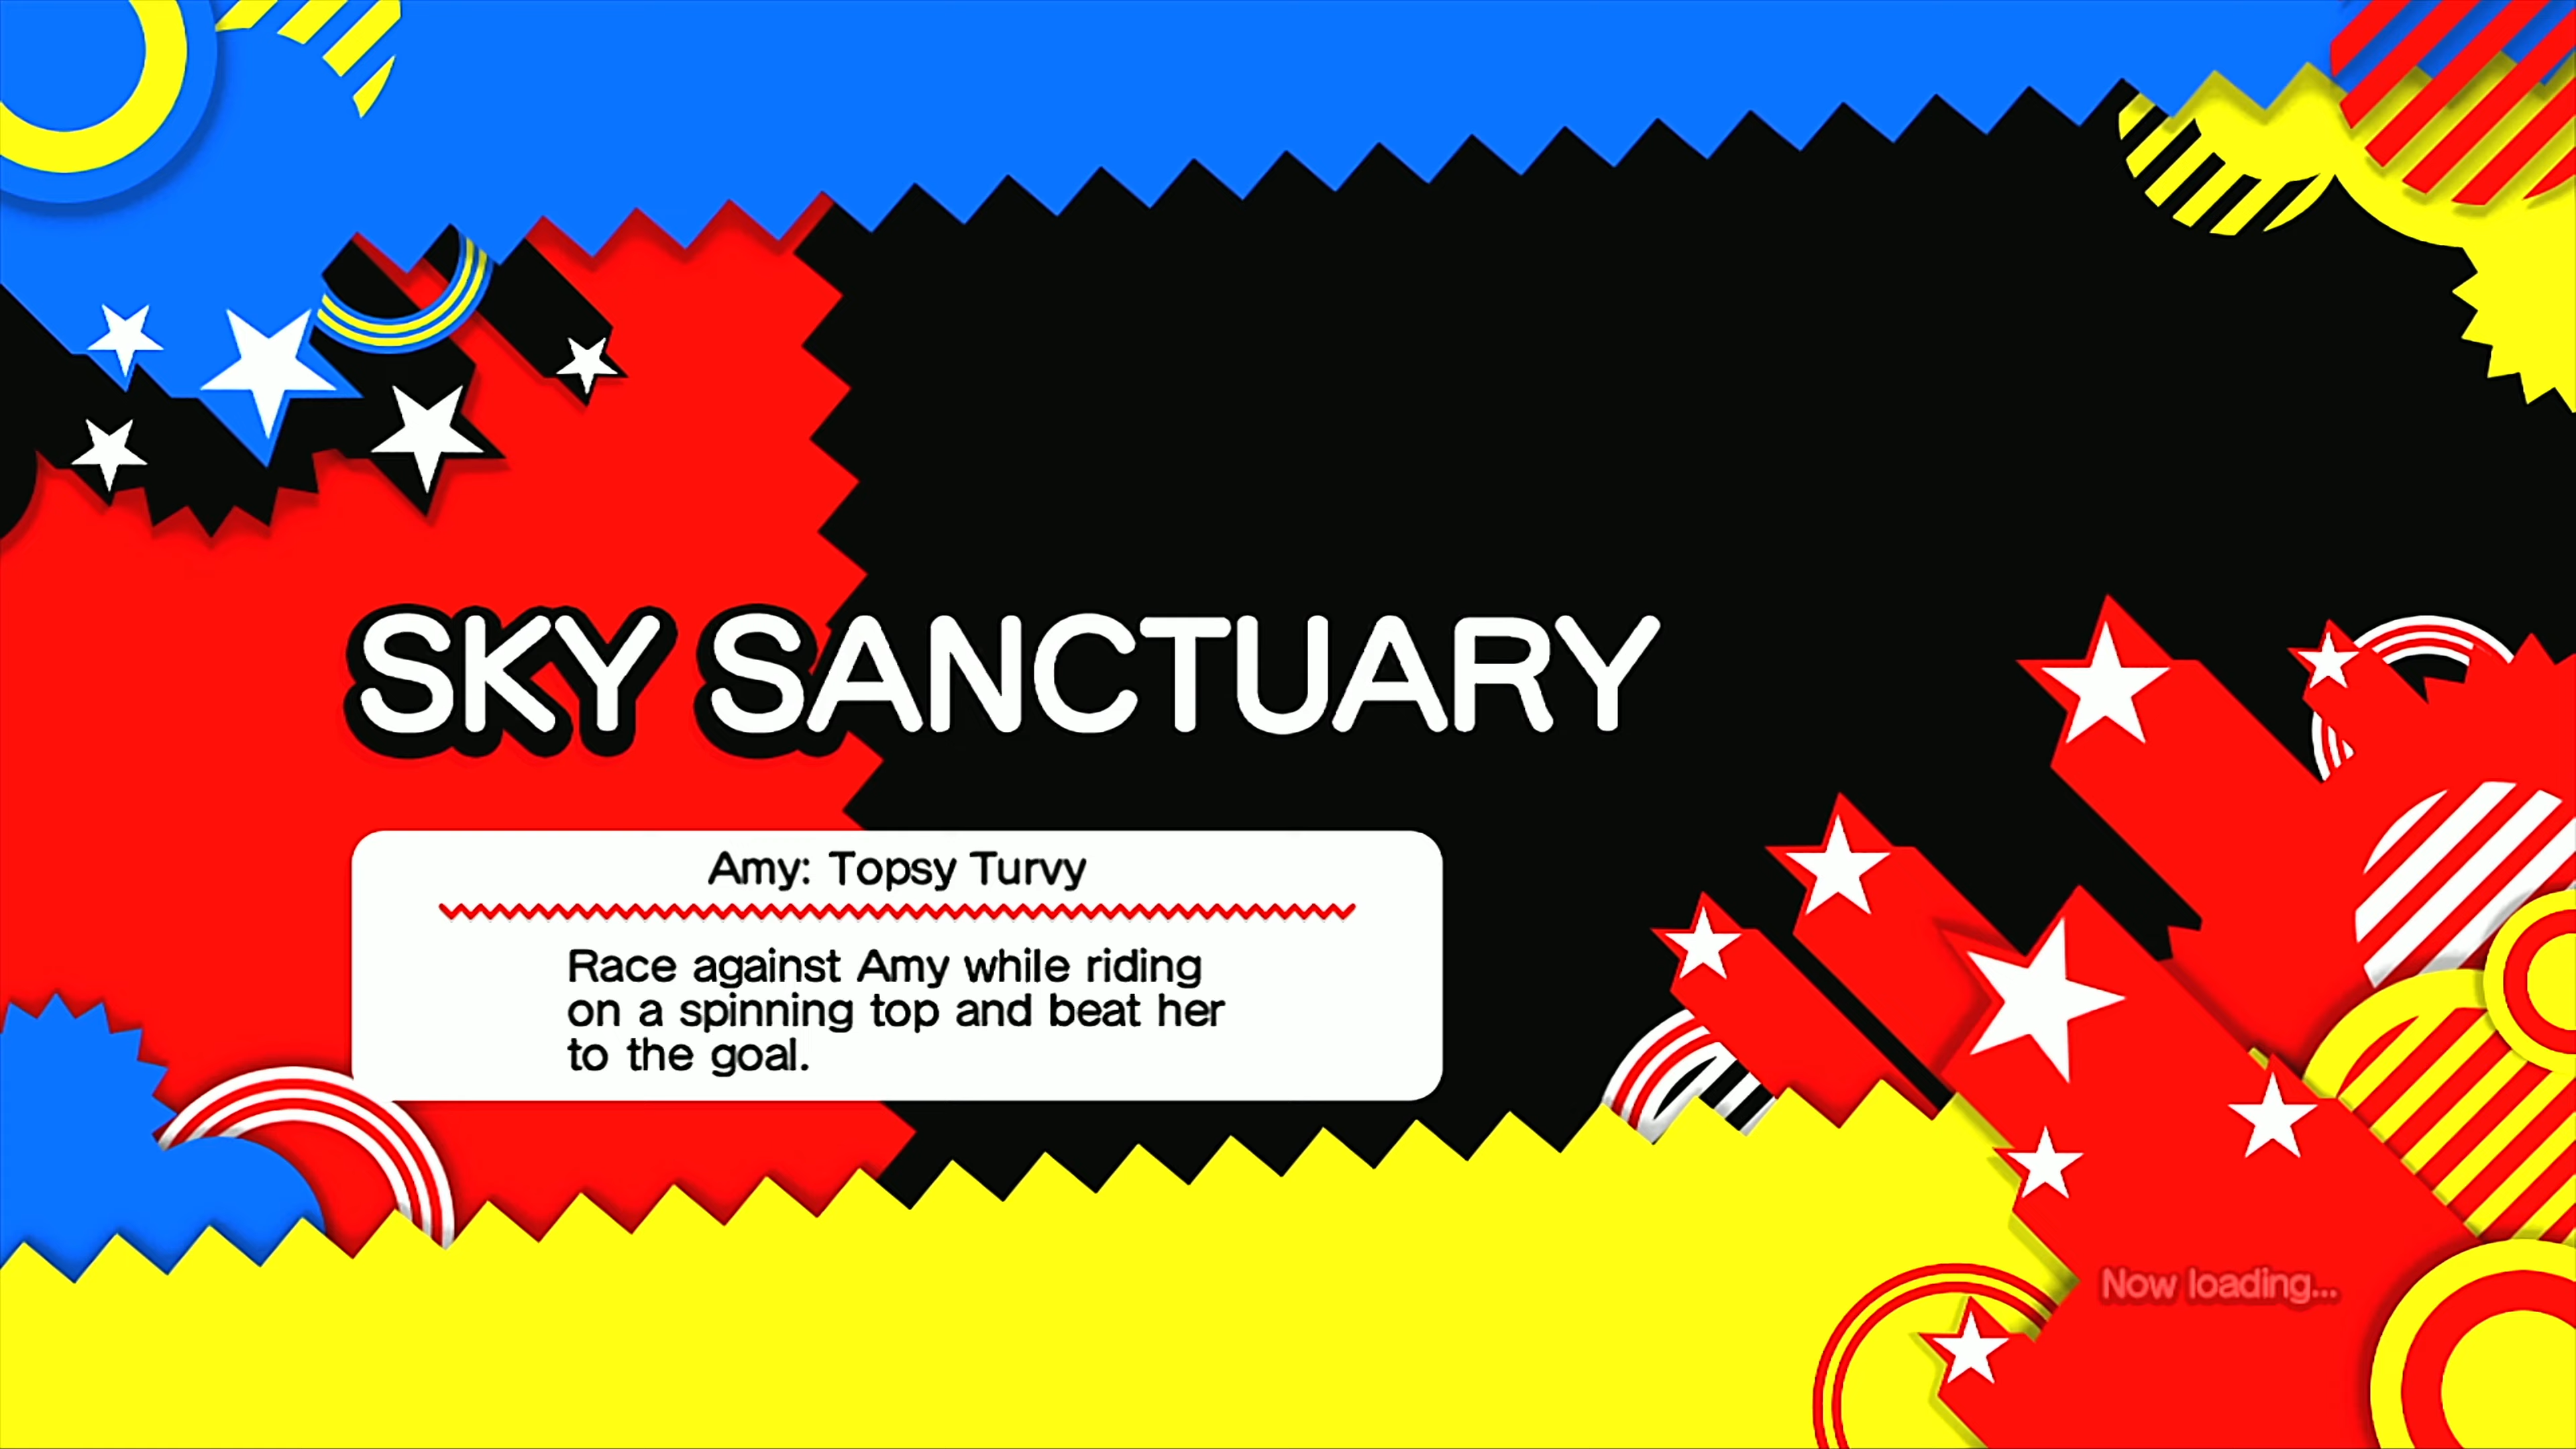 SKY SANCTUARY
Amy: Topsy Turvy
Race against Amy while riding
on a spinning top and beat her
to the goal.
Now loading...